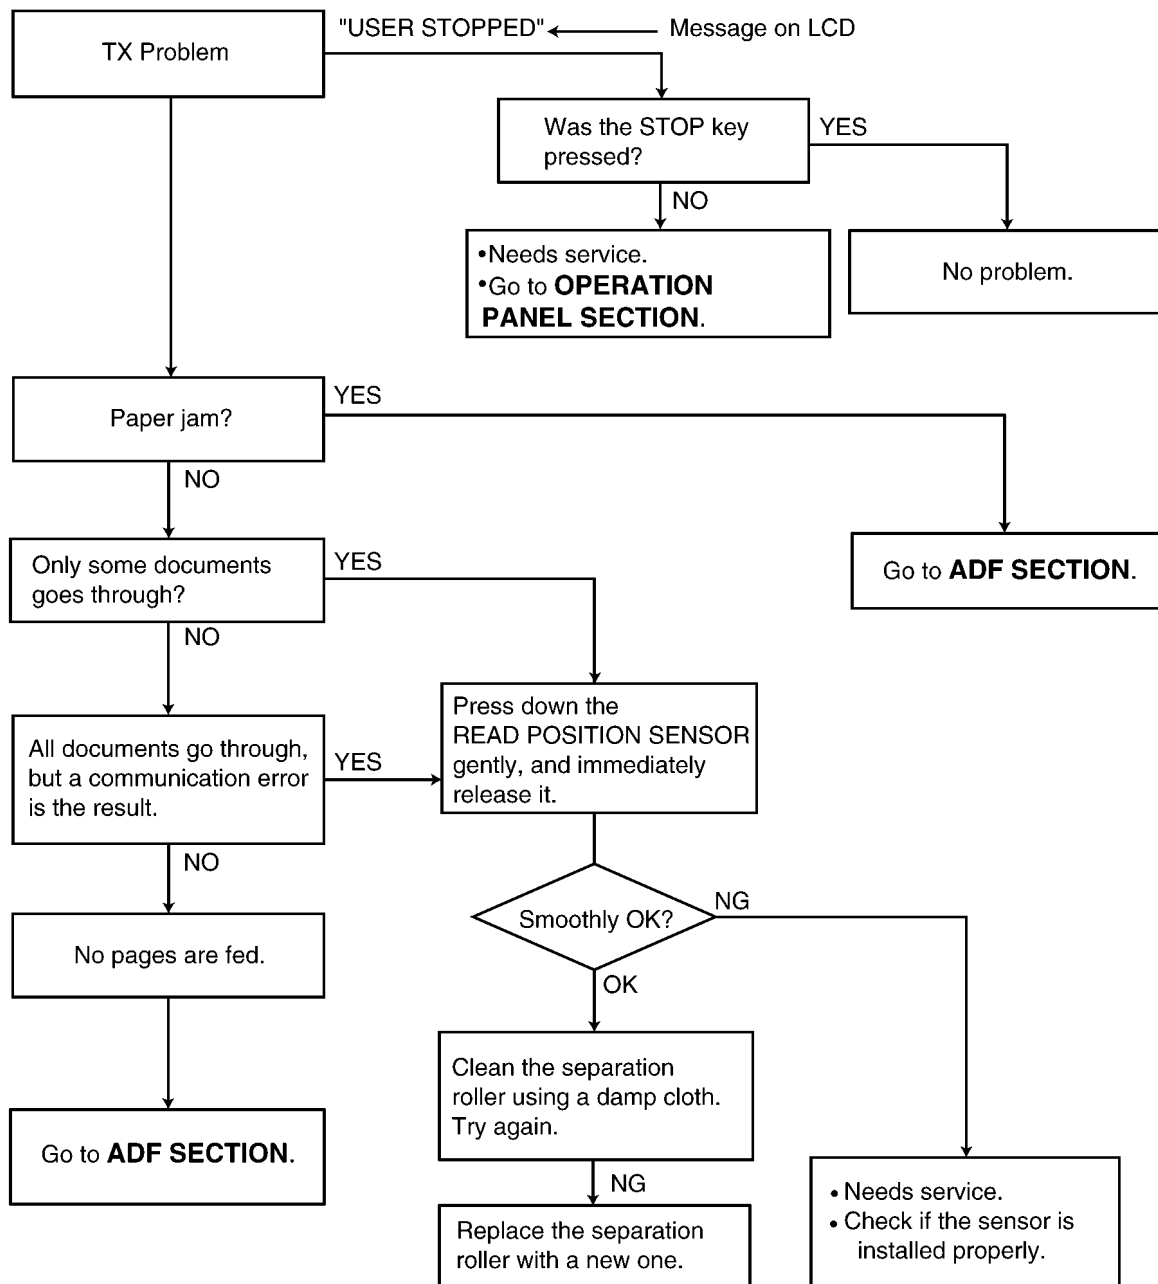 TX Problem
"USER STOPPED"
Message on LCD
Was the STOP key
pressed?
YES
NO
•Needs service.
•Go to OPERATION
PANEL SECTION.
No problem.
Paper jam?
YES
NO
Go to ADF SECTION.
Only some documents
goes through?
YES
NO
All documents go through,
but a communication error
is the result.
YES
NO
Press down the
READ POSITION SENSOR
gently, and immediately
release it.
Smoothly OK?
NG
OK
No pages are fed.
Go to ADF SECTION.
Clean the separation
roller using a damp cloth.
Try again.
NG
Replace the separation
roller with a new one.
• Needs service.
• Check if the sensor is
installed properly.